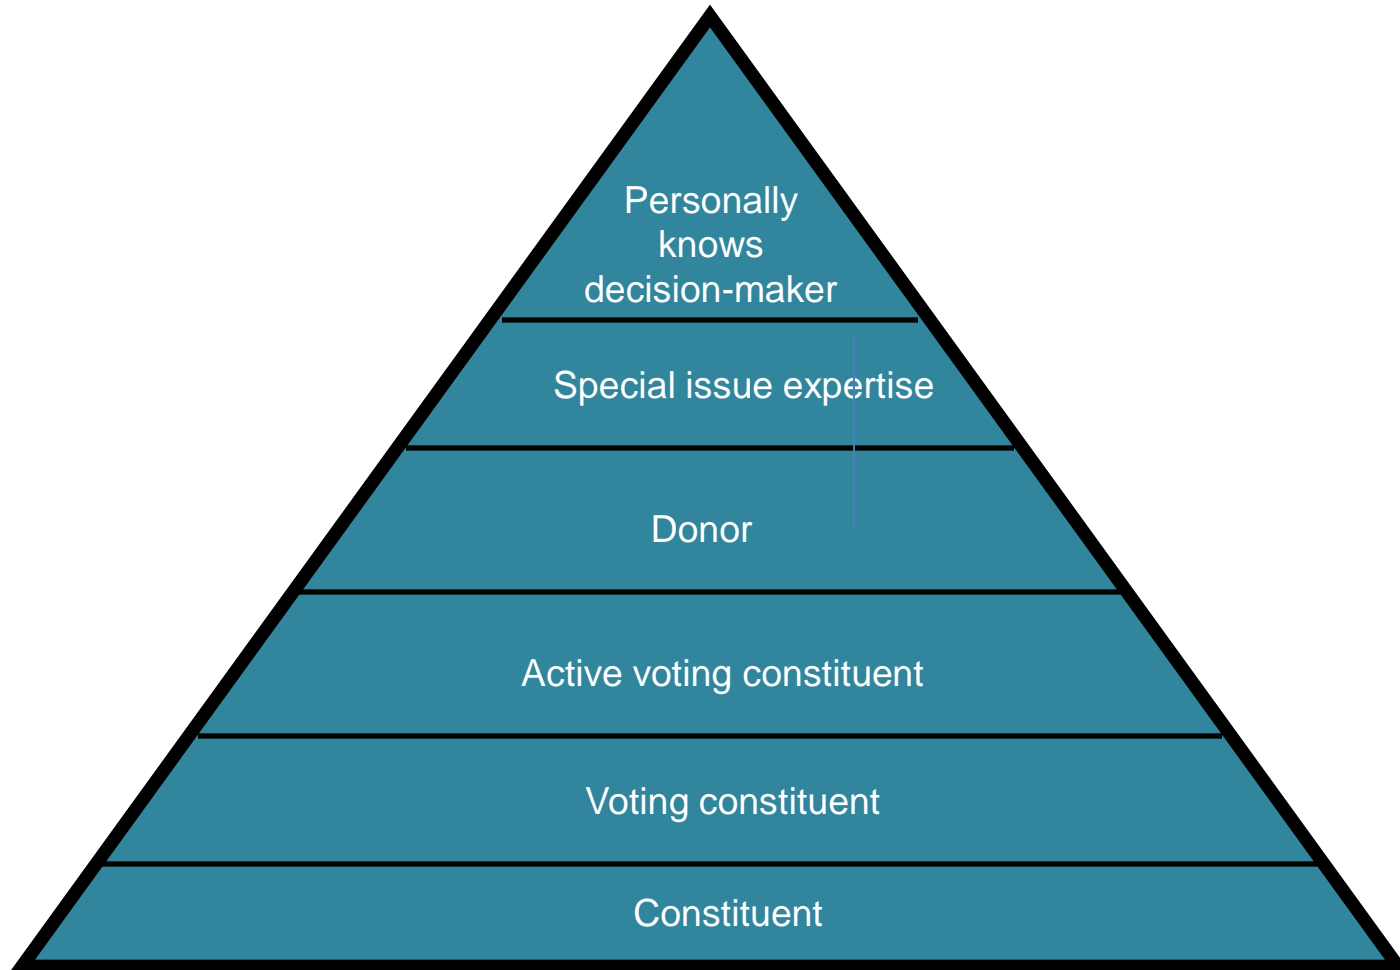 Personally
knows
decision-maker
Special issue expertise
Donor
Active voting constituent
Voting constituent
Constituent